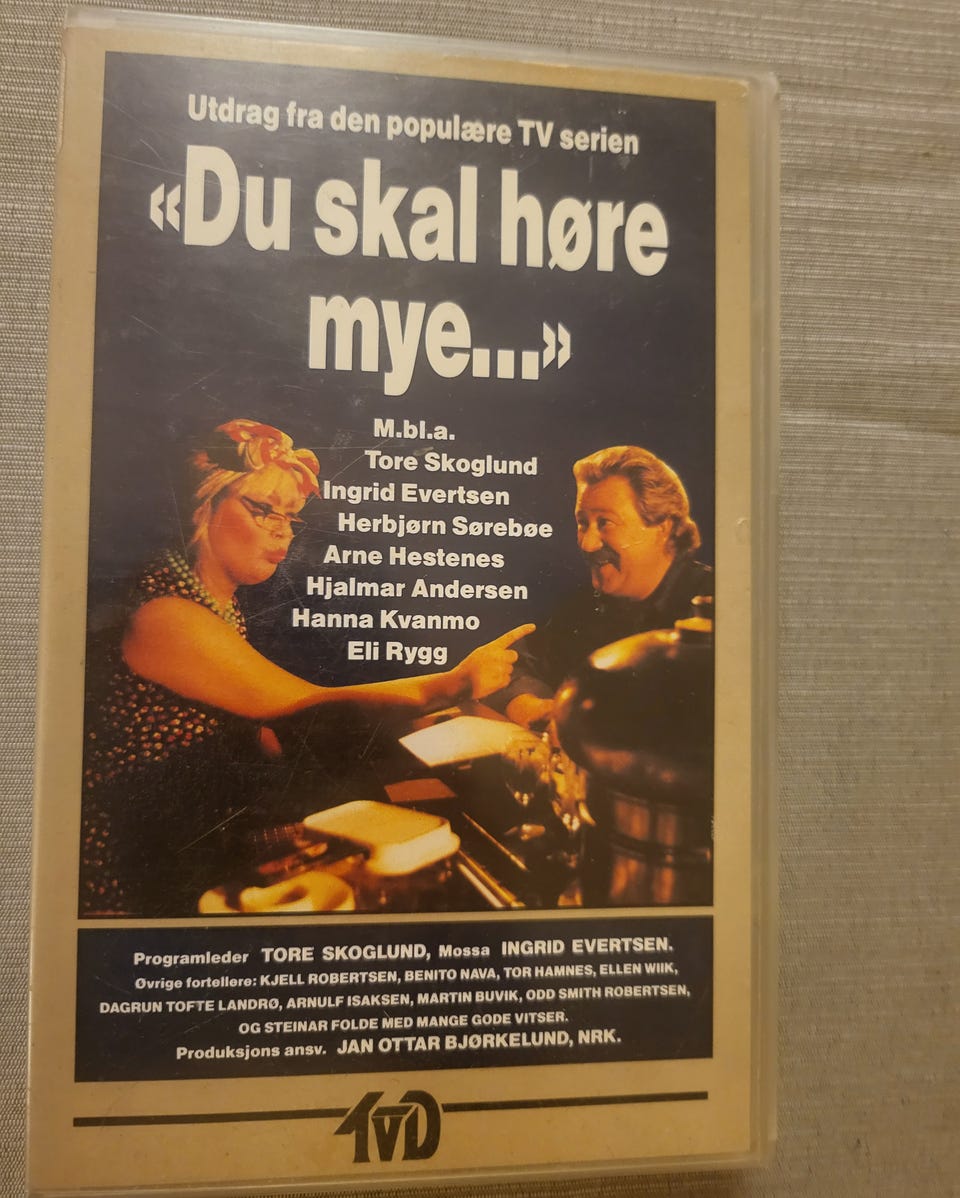 Utdrag fra den populære TV serien
«Du skal høre
mye...»
M.bl.a.
Tore Skoglund
Ingrid Evertsen
Herbjørn Sørebøe
Arne Hestenes
Hjalmar Andersen
Hanna Kvanmo
Eli Rygg
Programleder TORE SKOGLUND, Mossa INGRID EVERTSEN.
Øvrige fortellere: KJELL ROBERTSEN, BENITO NAVA, TOR HAMNES, ELLEN WIIK,
DAGRUN TOFTE LANDRØ, ARNULF ISAKSEN, MARTIN BUVIK, ODD SMITH ROBERTSEN,
OG STEINAR FOLDE MED MANGE GODE VITSER.
Produksjons ansv. JAN OTTAR BJØRKELUND, NRK.
TVD